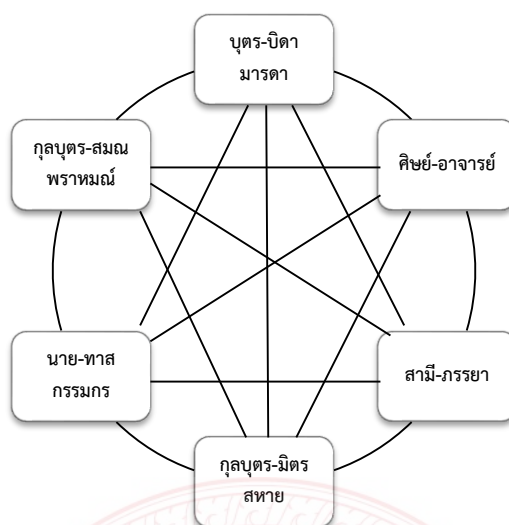 บุตร-บิดา
มารดา
กุลบุตร-สมณ
พราหมณ์
ศิษย์-อาจารย์
นาย-ทาส
กรรมกร
สามี-ภรรยา
กุลบุตร-มิตร
สหาย